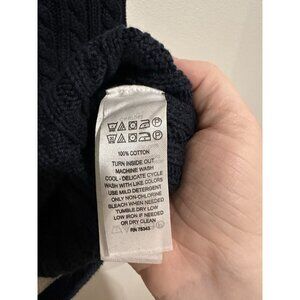 100% COTTON
TURN INSIDE OUT
MACHINE WASH
COOL - DELICATE CYCLE
WASH WITH LIKE COLORS
USE MILD DETERGENT
ONLY NON-CHLORINE
BLEACH WHEN NEEDED
TUMBLE DRY LOW
LOW IRON IF NEEDED
OR DRY CLEAN
RN 76343